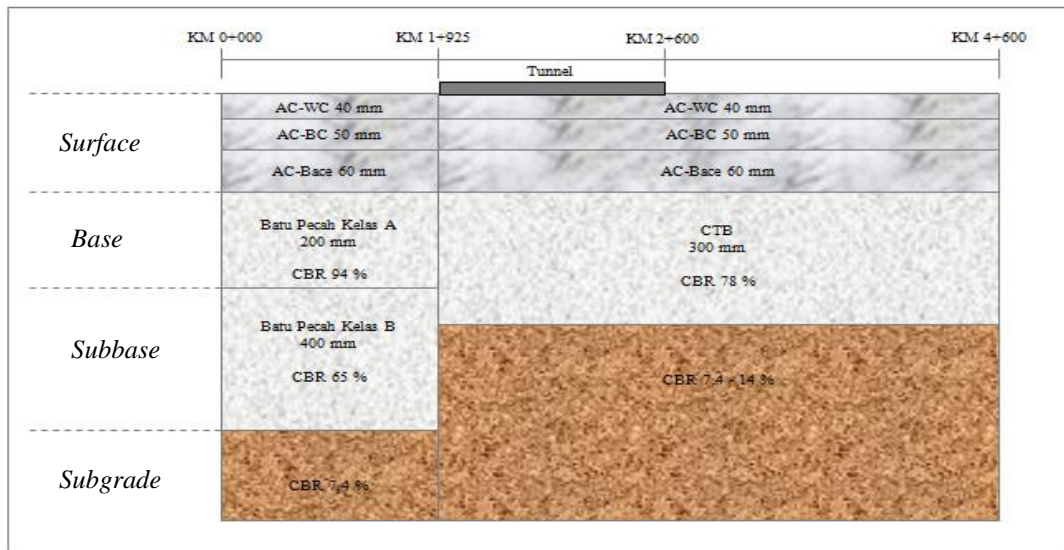 KM 0+000 KM 1+925 KM 2+600 KM 4+600
Tunnel
Surface
AC-WC 40 mm AC-WC 40 mm
AC-BC 50 mm AC-BC 50 mm
AC-Bace 60 mm AC-Bace 60 mm
Base
Batu Pecah Kelas A
200 mm
CBR 94 %
CTB
300 mm
CBR 78 %
Subbase
Batu Pecah Kelas B
400 mm
CBR 65 %
CBR 7.4 - 14 %
Subgrade
CBR 7,4 %